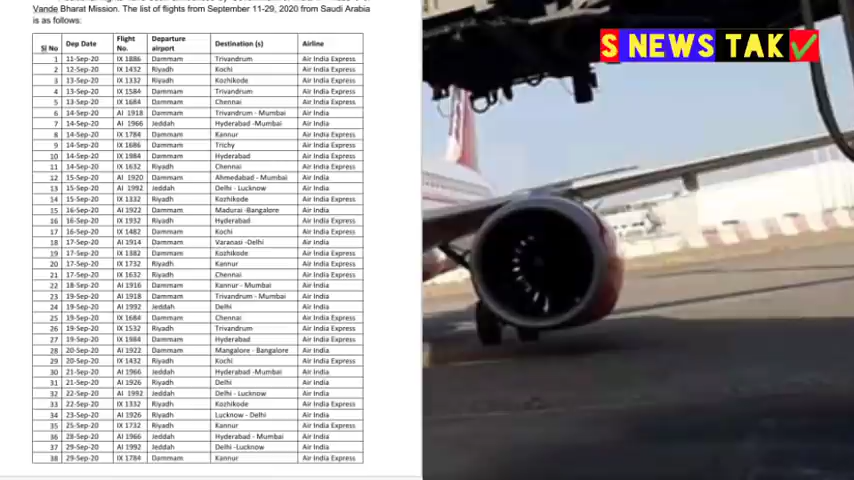 Vande Bharat Mission. The list of flights from September 11-29, 2020 from Saudi Arabia
is as follows:
Sl No Dep Date Flight No. Departure airport Destination (s) Airline
1 11-Sep-20 IX 1886 Dammam Trivandrum Air India Express
2 12-Sep-20 IX 1432 Riyadh Kochi Air India Express
3 13-Sep-20 IX 1332 Riyadh Kozhikode Air India Express
4 13-Sep-20 IX 1584 Dammam Trivandrum Air India Express
5 13-Sep-20 IX 1684 Dammam Chennai Air India Express
6 14-Sep-20 AI 1918 Dammam Trivandrum - Mumbai Air India
7 14-Sep-20 AI 1966 Jeddah Hyderabad -Mumbai Air India
8 14-Sep-20 IX 1784 Dammam Kannur Air India Express
9 14-Sep-20 IX 1686 Dammam Trichy Air India Express
10 14-Sep-20 IX 1984 Dammam Hyderabad Air India Express
11 14-Sep-20 IX 1632 Riyadh Chennai Air India Express
12 15-Sep-20 AI 1920 Dammam Ahmedabad - Mumbai Air India
13 15-Sep-20 AI 1992 Jeddah Delhi - Lucknow Air India
14 15-Sep-20 IX 1332 Riyadh Kozhikode Air India Express
15 16-Sep-20 AI 1922 Dammam Madurai -Bangalore Air India
16 16-Sep-20 IX 1932 Riyadh Hyderabad Air India Express
17 16-Sep-20 IX 1482 Dammam Kochi Air India Express
18 17-Sep-20 AI 1914 Dammam Varanasi -Delhi Air India
19 17-Sep-20 IX 1382 Dammam Kozhikode Air India Express
20 17-Sep-20 IX 1732 Riyadh Kannur Air India Express
21 17-Sep-20 IX 1632 Riyadh Chennai Air India Express
22 18-Sep-20 AI 1916 Dammam Kannur - Mumbai Air India
23 19-Sep-20 AI 1918 Dammam Trivandrum - Mumbai Air India
24 19-Sep-20 AI 1992 Jeddah Delhi Air India
25 19-Sep-20 IX 1684 Dammam Chennai Air India Express
26 19-Sep-20 IX 1532 Riyadh Trivandrum Air India Express
27 19-Sep-20 IX 1984 Dammam Hyderabad Air India Express
28 20-Sep-20 AI 1922 Dammam Mangalore - Bangalore Air India
29 20-Sep-20 IX 1432 Riyadh Kochi Air India Express
30 21-Sep-20 AI 1966 Jeddah Hyderabad -Mumbai Air India
31 21-Sep-20 AI 1926 Riyadh Delhi Air India
32 22-Sep-20 AI 1992 Jeddah Delhi - Lucknow Air India
33 22-Sep-20 IX 1332 Riyadh Kozhikode Air India Express
34 23-Sep-20 AI 1926 Riyadh Lucknow - Delhi Air India
35 25-Sep-20 IX 1732 Riyadh Kannur Air India Express
36 28-Sep-20 AI 1966 Jeddah Hyderabad - Mumbai Air India
37 29-Sep-20 AI 1992 Jeddah Delhi -Lucknow Air India
38 29-Sep-20 IX 1784 Dammam Kannur Air India Express
S NEWS TAK